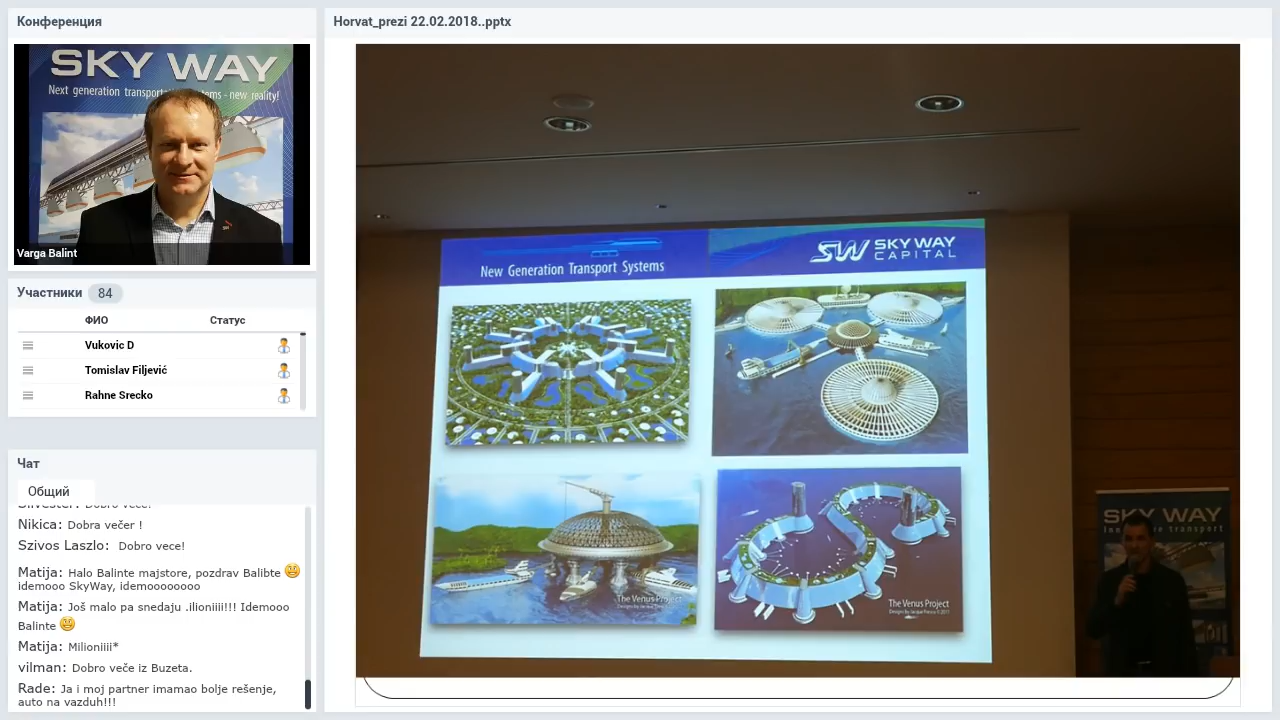 Конференция
SKY WAY
Next generation transport systems - new reality!
Varga Balint
Участники 84
ФИО Статус
Vukovic D
Tomislav Filjević
Rahne Srecko
Чат
Общий
Silvester: Dobro veče!
Nikica: Dobra večer !
Szivos Laszlo: Dobro vece!
Matija: Halo Balinte majstore, pozdrav Balibte
idemooo SkyWay, idemoooooooo
Matija: Još malo pa snedaju .ilioniiii!!! Idemooo
Balinte
Matija: Milioniiii*
vilman: Dobro veče iz Buzeta.
Rade: Ja i moj partner imamao bolje rešenje,
auto na vazduh!!!
Horvat_prezi 22.02.2018..pptx
New Generation Transport Systems
SW SKY WAY
CAPITAL
The Venus Project
The Venus Project
SKY WAY